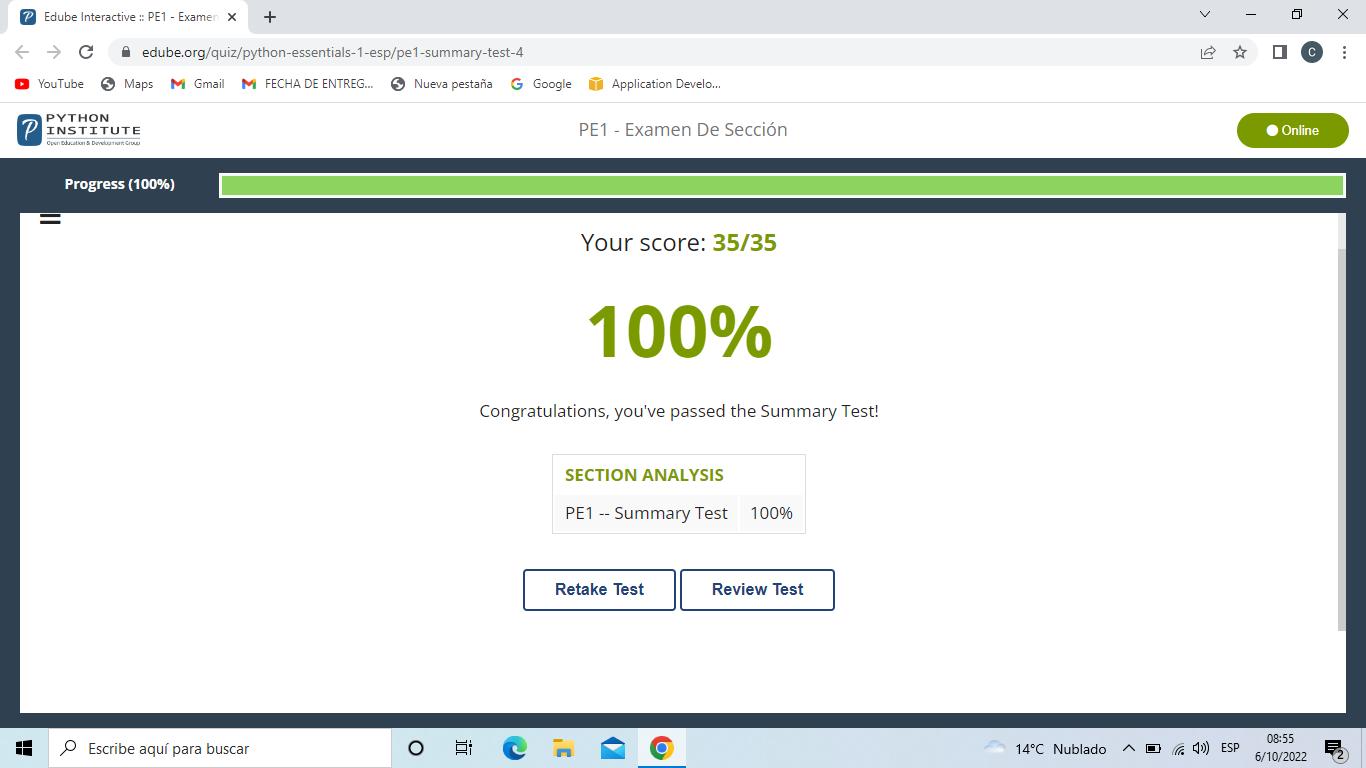 Edube Interactive :: PE1 - Examen
edube.org/quiz/python-essentials-1-esp/pe1-summary-test-4
C
YouTube Maps Gmail FECHA DE ENTREG... Nueva pestaña Google Application Develo...
PYTHON
INSTITUTE
Open Education & Development Group
PE1 - Examen De Sección
Online
Progress (100%)
Your score: 35/35
100%
Congratulations, you've passed the Summary Test!
SECTION ANALYSIS
PE1 -- Summary Test 100%
Retake Test Review Test
Escribe aquí para buscar
14°C Nublado
ESP
08:55
6/10/2022
2